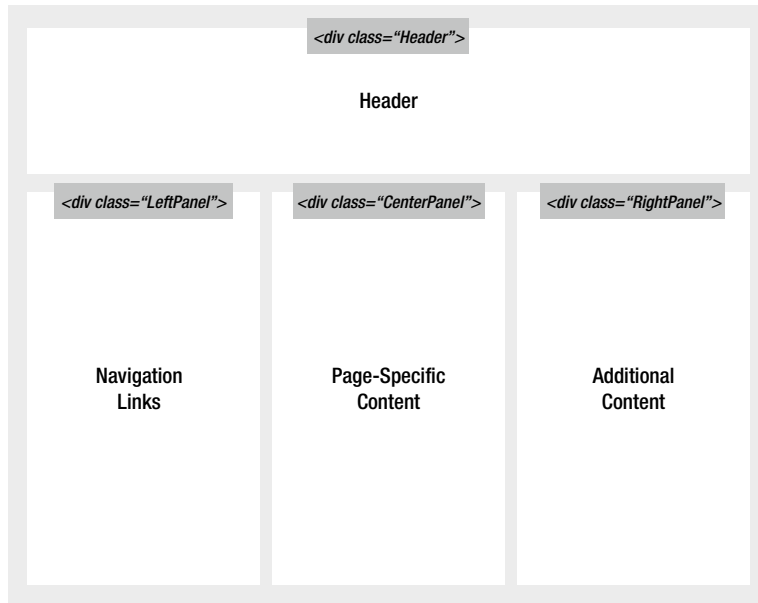 <div class=“Header”>
Header
<div class=“LeftPanel”>
<div class=“CenterPanel”>
<div class=“RightPanel”>
Navigation
Links
Page-Specific
Content
Additional
Content